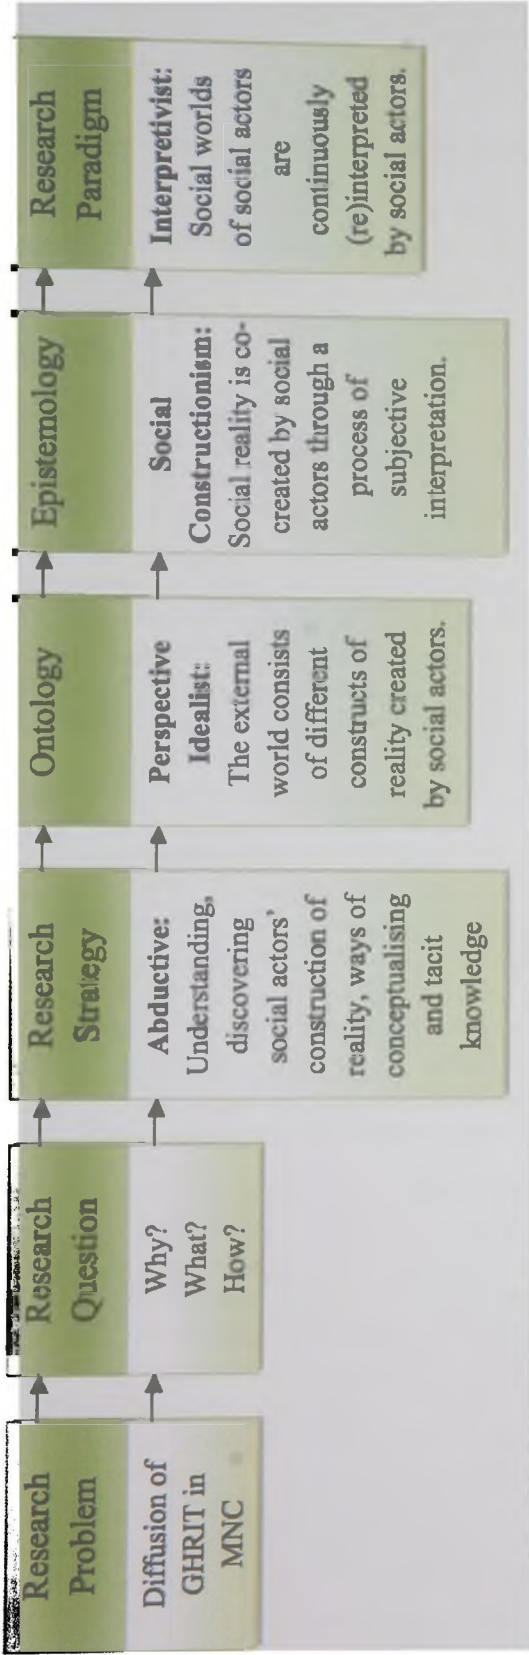 Research
Problem
Diffusion of
GHRIT in
MNC
Research
Question
Why?
What?
How?
Research
Strategy
Abductive:
Understanding,
discovering
social actors'
construction of
reality, ways of
conceptualising
and tacit
knowledge
Ontology
Perspective
Idealist:
The external
world consists
of different
constructs of
reality created
by social actors.
Epistemology
Social
Constructionism:
Social reality is co-
created by social
actors through a
process of
subjective
interpretation.
Research
Paradigm
Interpretivist:
Social worlds
of social actors
are
continuously
(re)interpreted
by social actors.